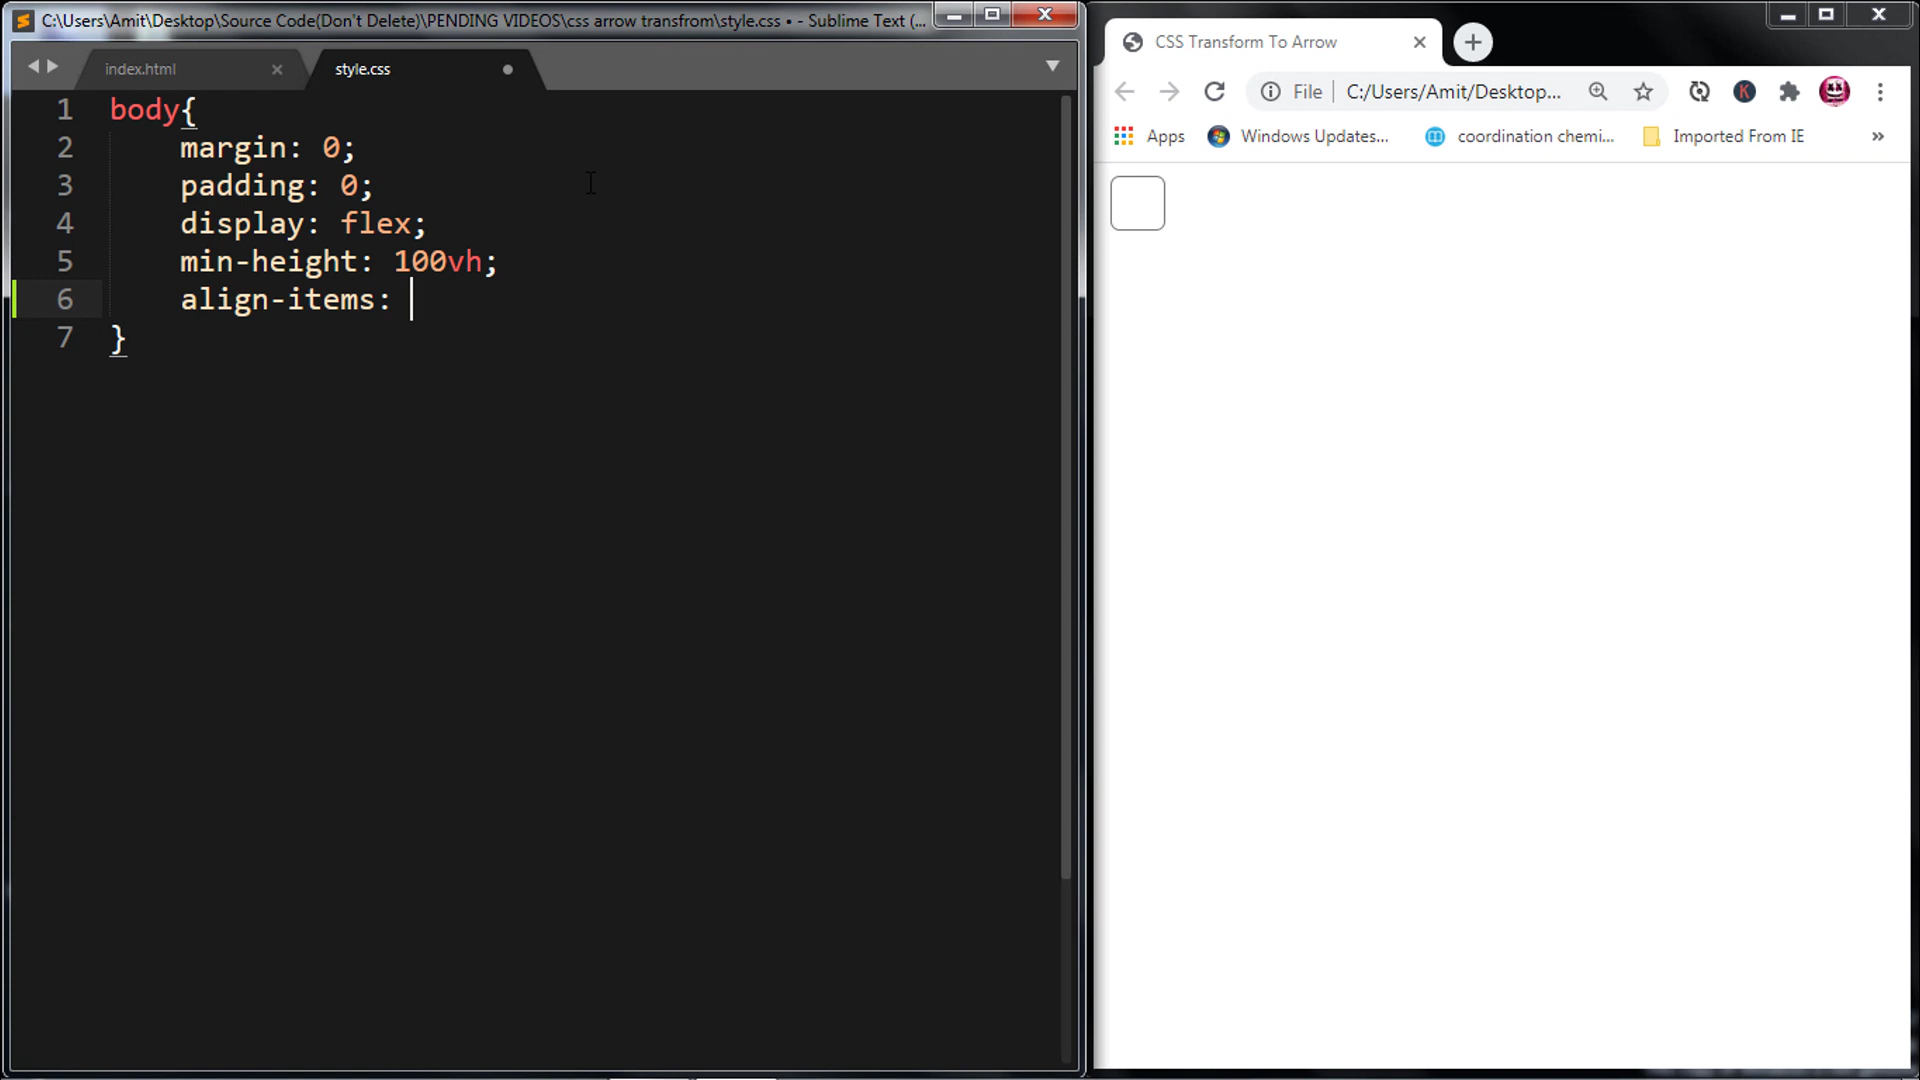 C:\Users\Amit\Desktop\Source Code(Don't Delete)\PENDING VIDEOS\css arrow transfrom\style.css • - Sublime Text (...
index.html
style.css
1 body{
2 margin: 0;
3 padding: 0;
4 display: flex;
5 min-height: 100vh;
6 align-items:
7 }
CSS Transform To Arrow
File C:/Users/Amit/Desktop...
K
Apps Windows Updates... coordination chemi... Imported From IE »